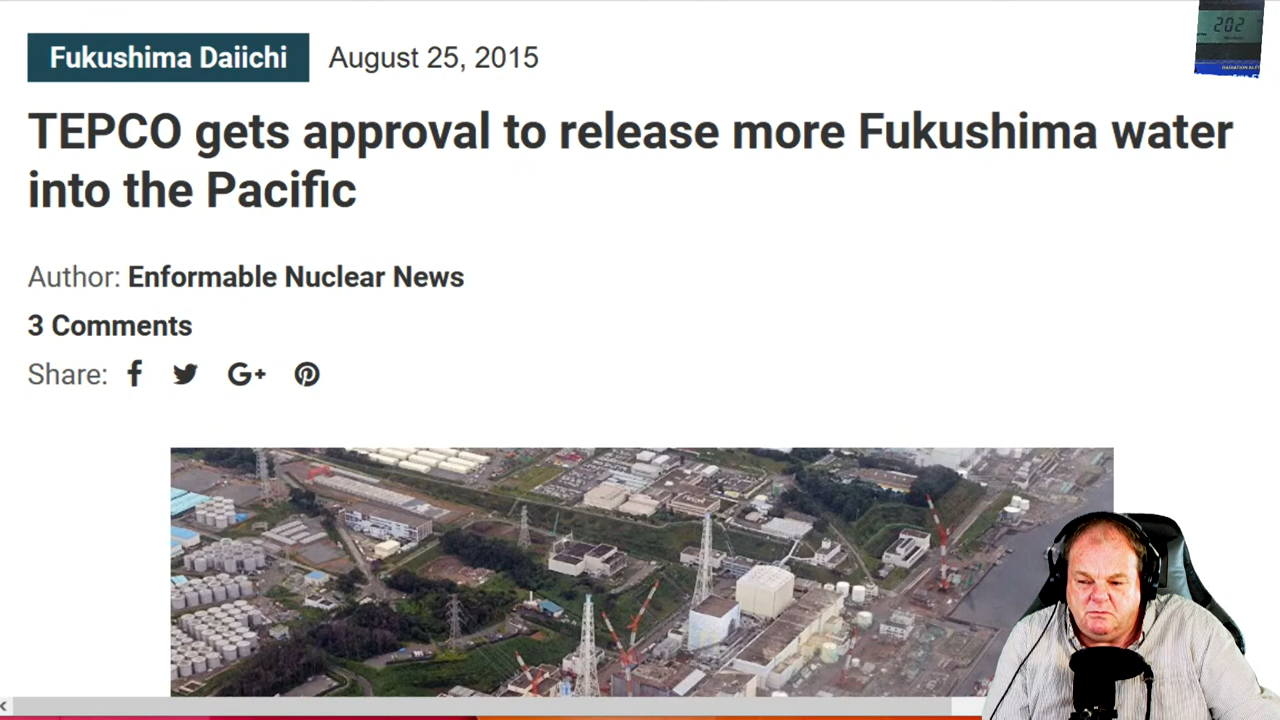 Fukushima Daiichi August 25, 2015
202
TEPCO gets approval to release more Fukushima water
into the Pacific
Author: Enformable Nuclear News
3 Comments
Share: f G+